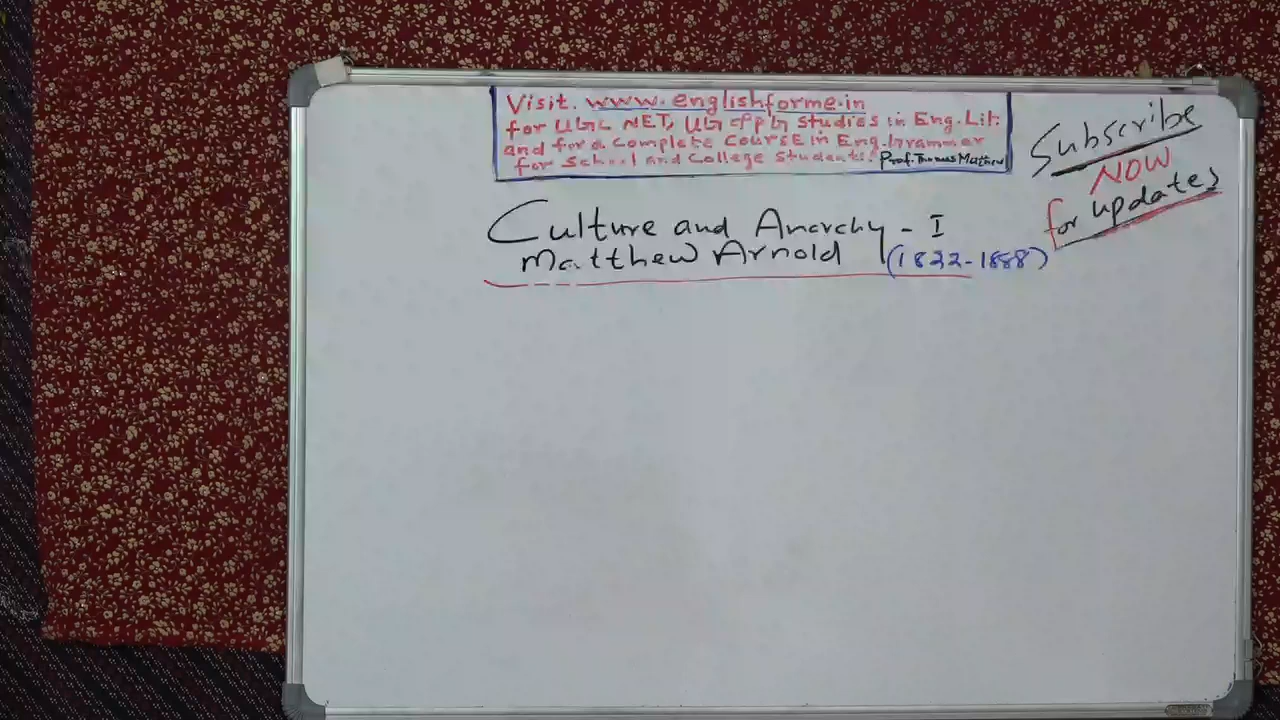 Visit. www.englishforme.in
for UGC NET, UG & PG studies in Eng. Lit.
and for a Complete Course in Eng. Grammar
for School and College Students. Prof. Thomas Mathew
Subscribe
NOW
for updates
Culture and Anarchy - I
Matthew Arnold (1822-1888)